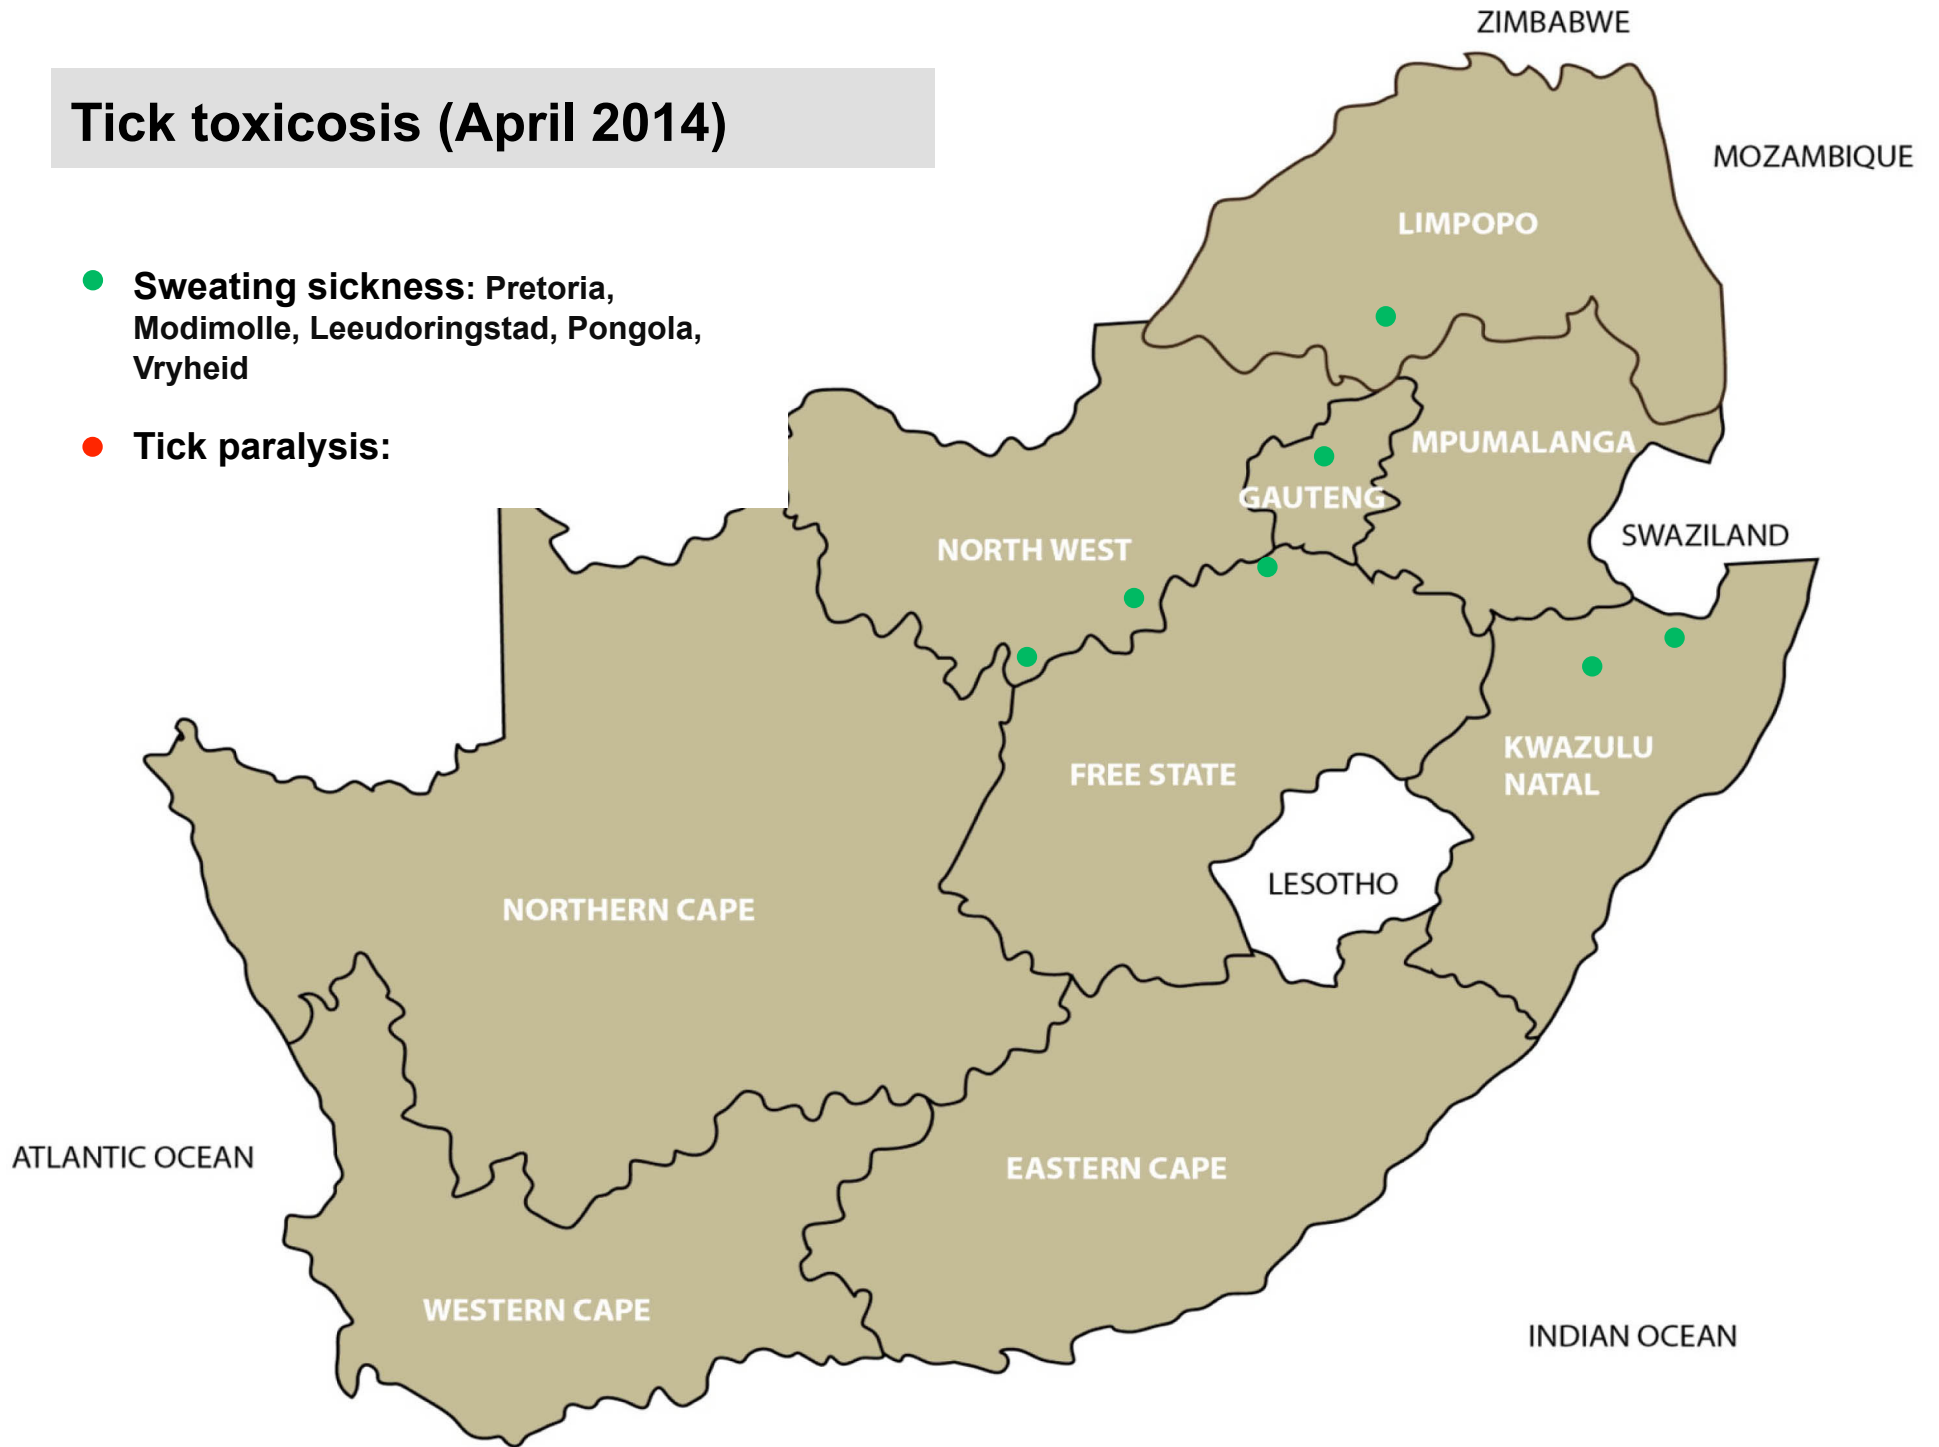 ZIMBABWE
Tick toxicosis (April 2014)
MOZAMBIQUE
LIMPOPO
Sweating sickness: Pretoria,
Modimolle, Leeudoringstad, Pongola,
Vryheid
Tick paralysis:
MPUMALANGA
GAUTENG
SWAZILAND
NORTH WEST
KWAZULU
NATAL
FREE STATE
LESOTHO
NORTHERN CAPE
ATLANTIC OCEAN
EASTERN CAPE
WESTERN CAPE
INDIAN OCEAN